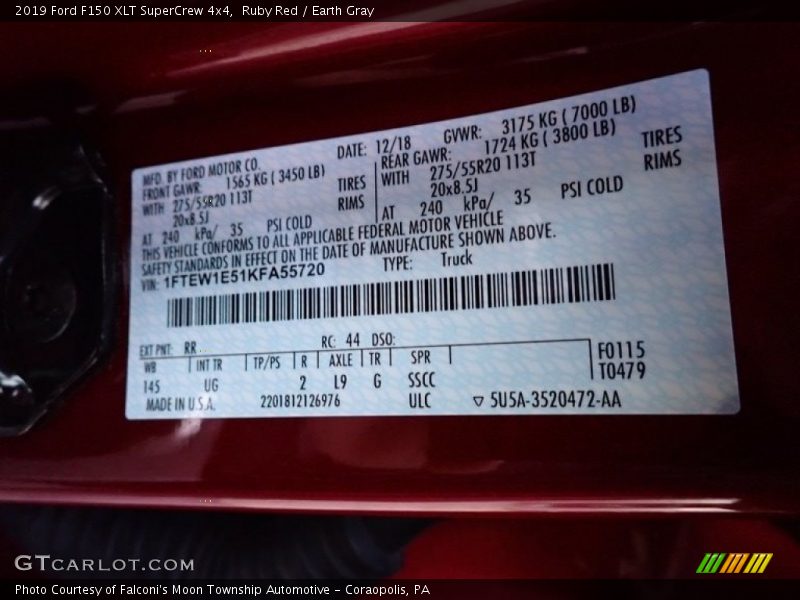 2019 Ford F150 XLT SuperCrew 4x4, Ruby Red / Earth Gray
MFD. BY FORD MOTOR CO. DATE: 12/18 GVWR: 3175 KG ( 7000 LB)
FRONT GAWR: 1565 KG ( 3450 LB) REAR GAWR: 1724 KG ( 3800 LB)
WITH 275/55R20 113T TIRES WITH 275/55R20 113T TIRES
20x8.5J RIMS 20x8.5J RIMS
AT 240 kPa/ 35 PSI COLD AT 240 kPa/ 35 PSI COLD
THIS VEHICLE CONFORMS TO ALL APPLICABLE FEDERAL MOTOR VEHICLE
SAFETY STANDARDS IN EFFECT ON THE DATE OF MANUFACTURE SHOWN ABOVE.
VIN: 1FTEW1E51KFA55720 TYPE: Truck
EXT PNT: RR RC: 44 DSO:
WB INT TR TP/PS R AXLE TR SPR F0115
145 UG 2 L9 G SSCC T0479
MADE IN U.S.A. 2201812126976 ULC ▽ 5U5A-3520472-AA
GTCARLOT.COM
Photo Courtesy of Falconi's Moon Township Automotive - Coraopolis, PA